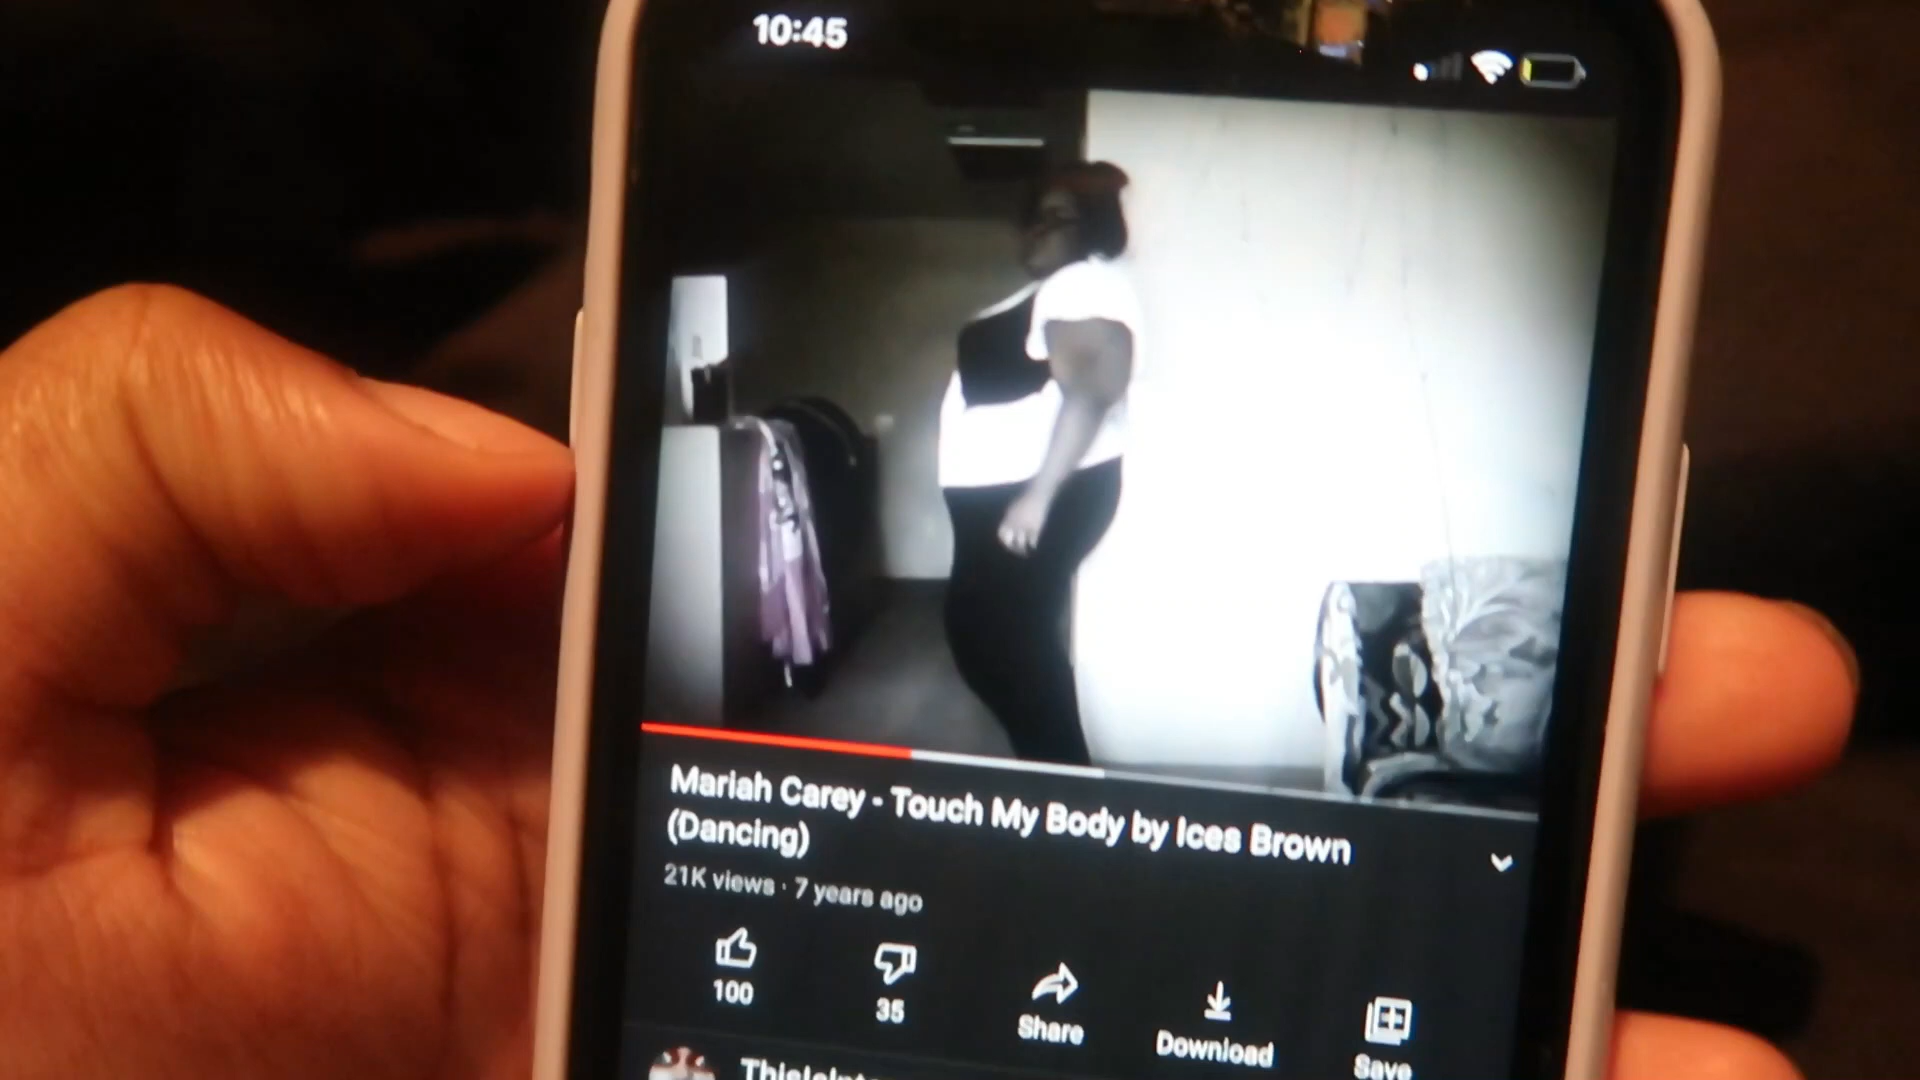 10:45
Mariah Carey - Touch My Body by Ices Brown
(Dancing)
21K views · 7 years ago
100
35
Share
Download
Save